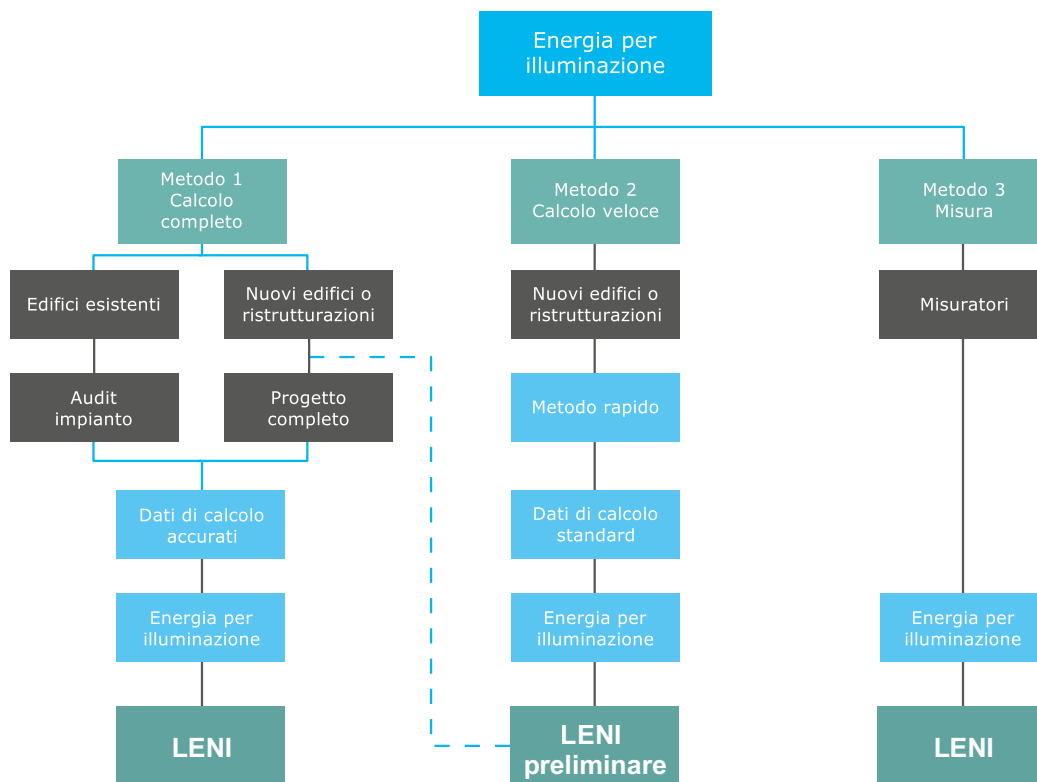 Energia per
illuminazione
Metodo 1
Calcolo
completo
Metodo 2
Calcolo veloce
Metodo 3
Misura
Edifici esistenti
Nuovi edifici o
ristrutturazioni
Nuovi edifici o
ristrutturazioni
Misuratori
Audit
impianto
Progetto
completo
Metodo rapido
Dati di calcolo
accurati
Dati di calcolo
standard
Energia per
illuminazione
Energia per
illuminazione
Energia per
illuminazione
LENI
LENI
preliminare
LENI